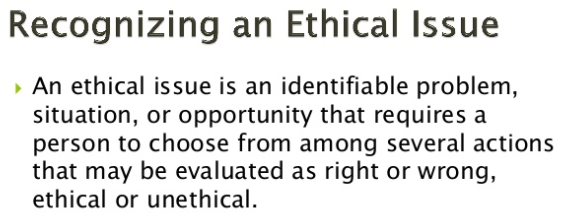 Recognizing an Ethical Issue
An ethical issue is an identifiable problem,
situation, or opportunity that requires a
person to choose from among several actions
that may be evaluated as right or wrong,
ethical or unethical.